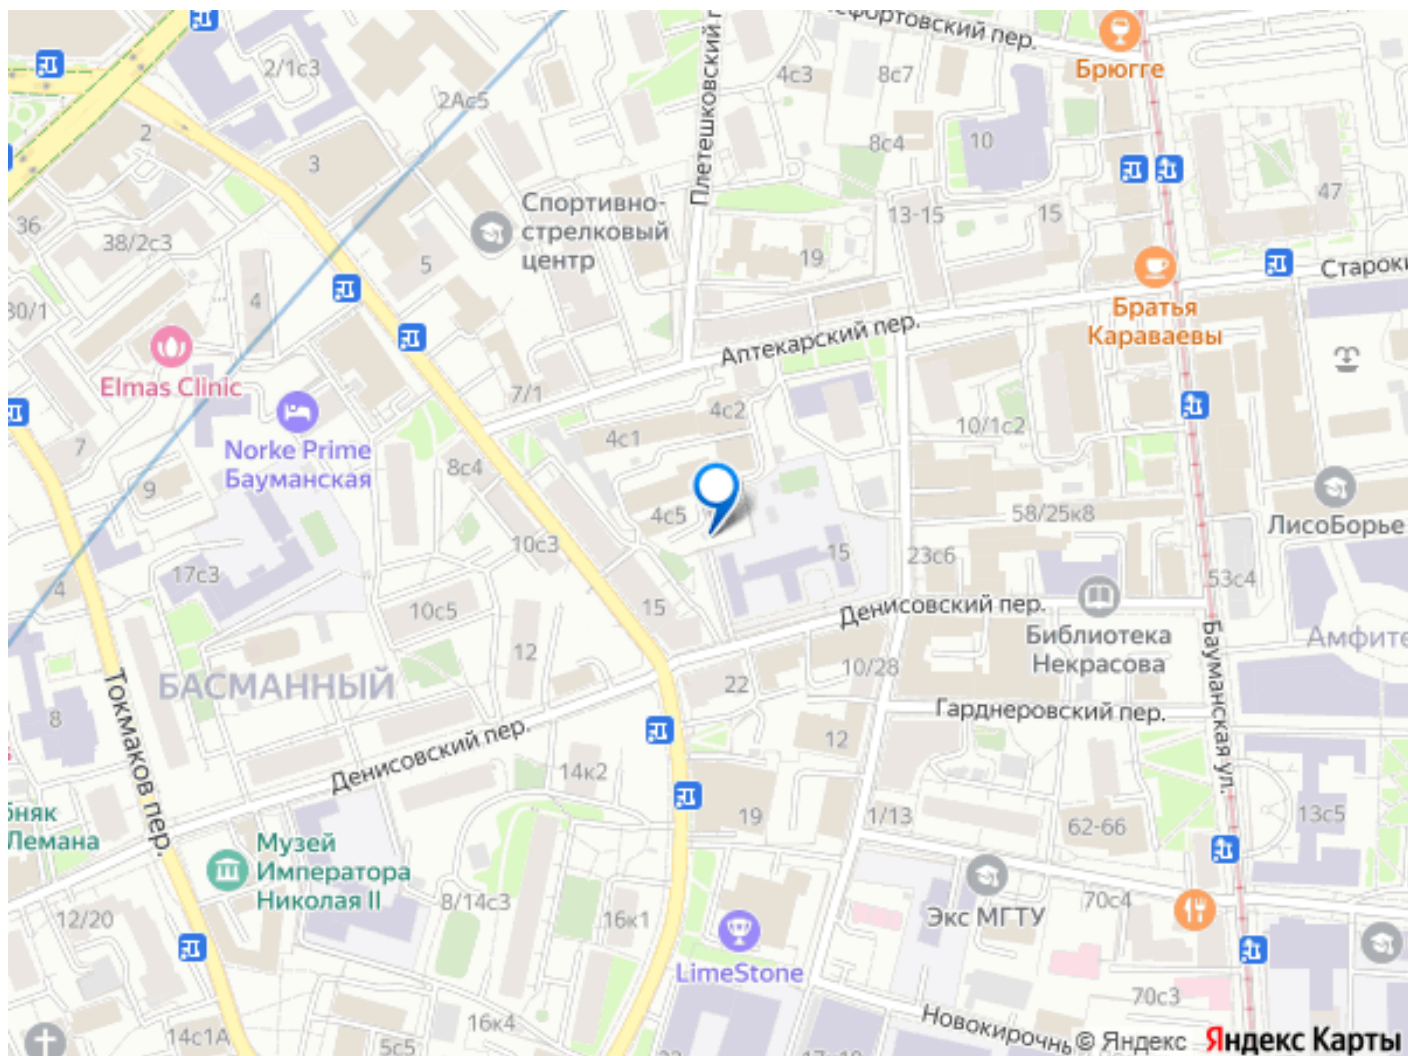 Лефортовский пер.
Брюгге
2/1с3
4с3
8с7
2Ас5
Плетешковский п
2
3
8с4
10
47
Спортивно-
стрелковый
центр
36
38/2с3
13-15
15
5
19
Староки
30/1
4
Братья
Караваевы
Аптекарский пер.
Elmas Clinic
7/1
4с2
10/1с2
7
4с1
Norke Prime
Бауманская
8с4
9
4с5
58/25к8
ЛисоБорье
10с3
15
23с6
17с3
53с4
4
10с5
15
Денисовский пер.
Библиотека
Некрасова
Амфите
12
БАСМАННЫЙ
22
10/28
Бауманская ул.
8
Токмаков пер.
Гарднеровский пер.
12
Денисовский пер.
14к2
19
1/13
62-66
13с5
бняк
Лемана
Музей
Императора
Николая II
8/14с3
12/20
16к1
Экс МГТУ
70с4
LimeStone
70с3
14с1А
16к4
5с5
Новокирочнь
© Яндекс
Яндекс Карты